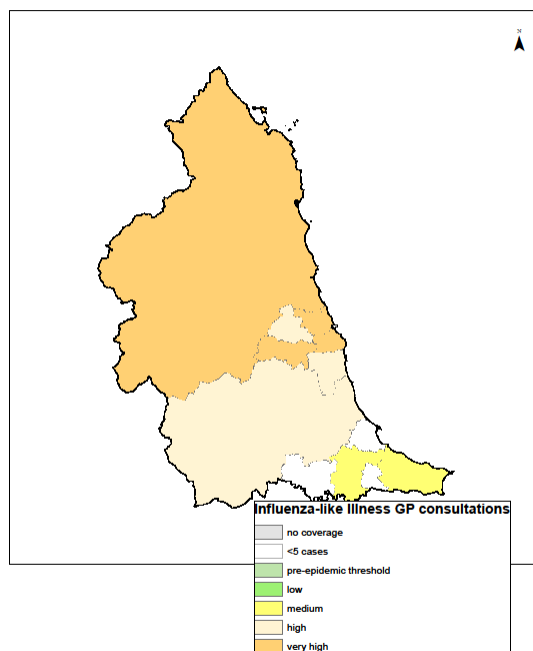 N
Influenza-like Illness GP consultations
no coverage
<5 cases
pre-epidemic threshold
low
medium
high
very high